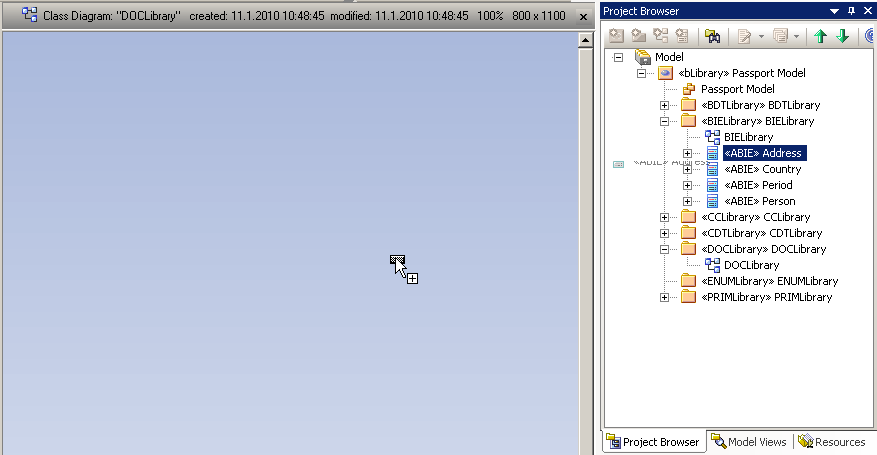 Class Diagram: "DOCLibrary" created: 11.1.2010 10:48:45 modified: 11.1.2010 10:48:45 100% 800 x 1100
Project Browser
Model
«bLibrary» Passport Model
Passport Model
«BDTLibrary» BDTLibrary
«BIELibrary» BIELibrary
BIELibrary
«ABIE» Address
«ABIE» Address
«ABIE» Country
«ABIE» Period
«ABIE» Person
«CCLibrary» CCLibrary
«CDTLibrary» CDTLibrary
«DOCLibrary» DOCLibrary
DOCLibrary
«ENUMLibrary» ENUMLibrary
«PRIMLibrary» PRIMLibrary
Project Browser Model Views Resources